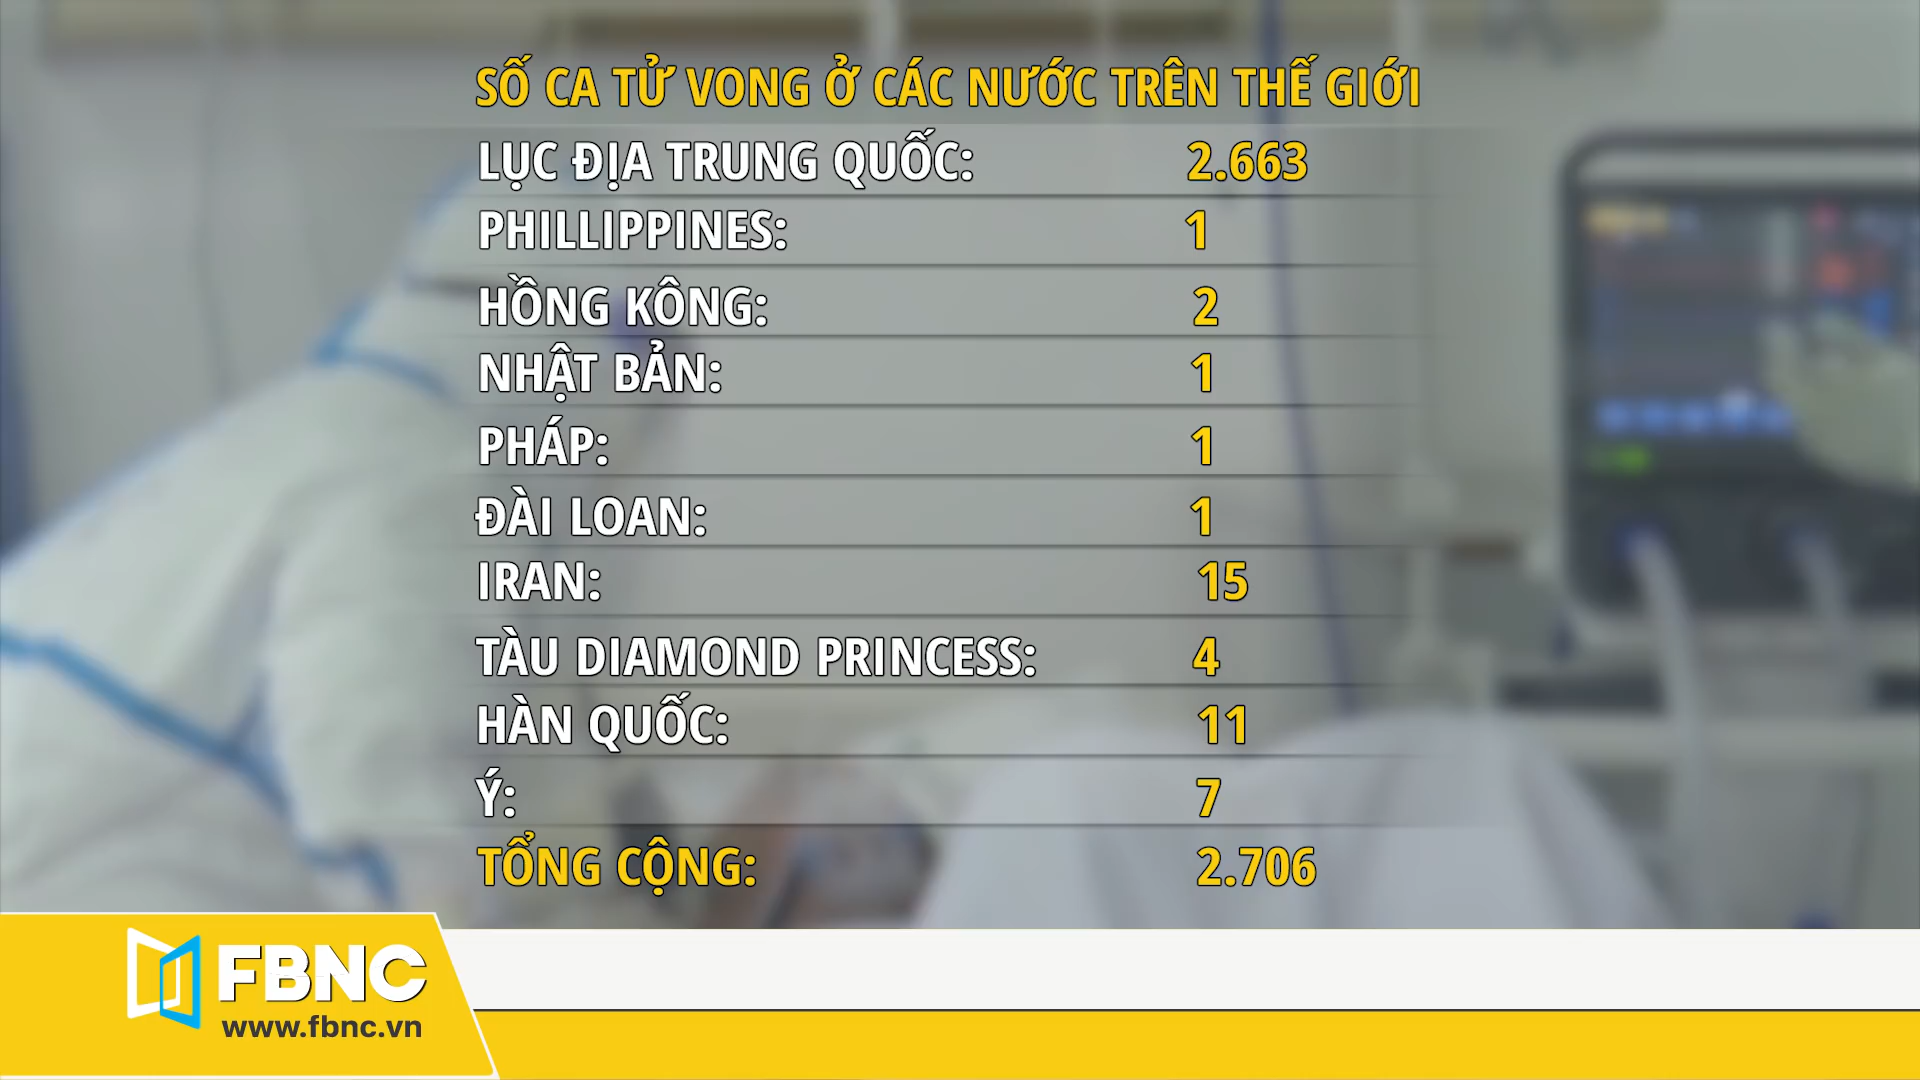 SỐ CA TỬ VONG Ở CÁC NƯỚC TRÊN THẾ GIỚI
LỤC ĐỊA TRUNG QUỐC: 2.663
PHILLIPPINES: 1
HỒNG KÔNG: 2
NHẬT BẢN: 1
PHÁP: 1
ĐÀI LOAN: 1
IRAN: 15
TÀU DIAMOND PRINCESS: 4
HÀN QUỐC: 11
Ý: 7
TỔNG CỘNG: 2.706
FBNC
www.fbnc.vn